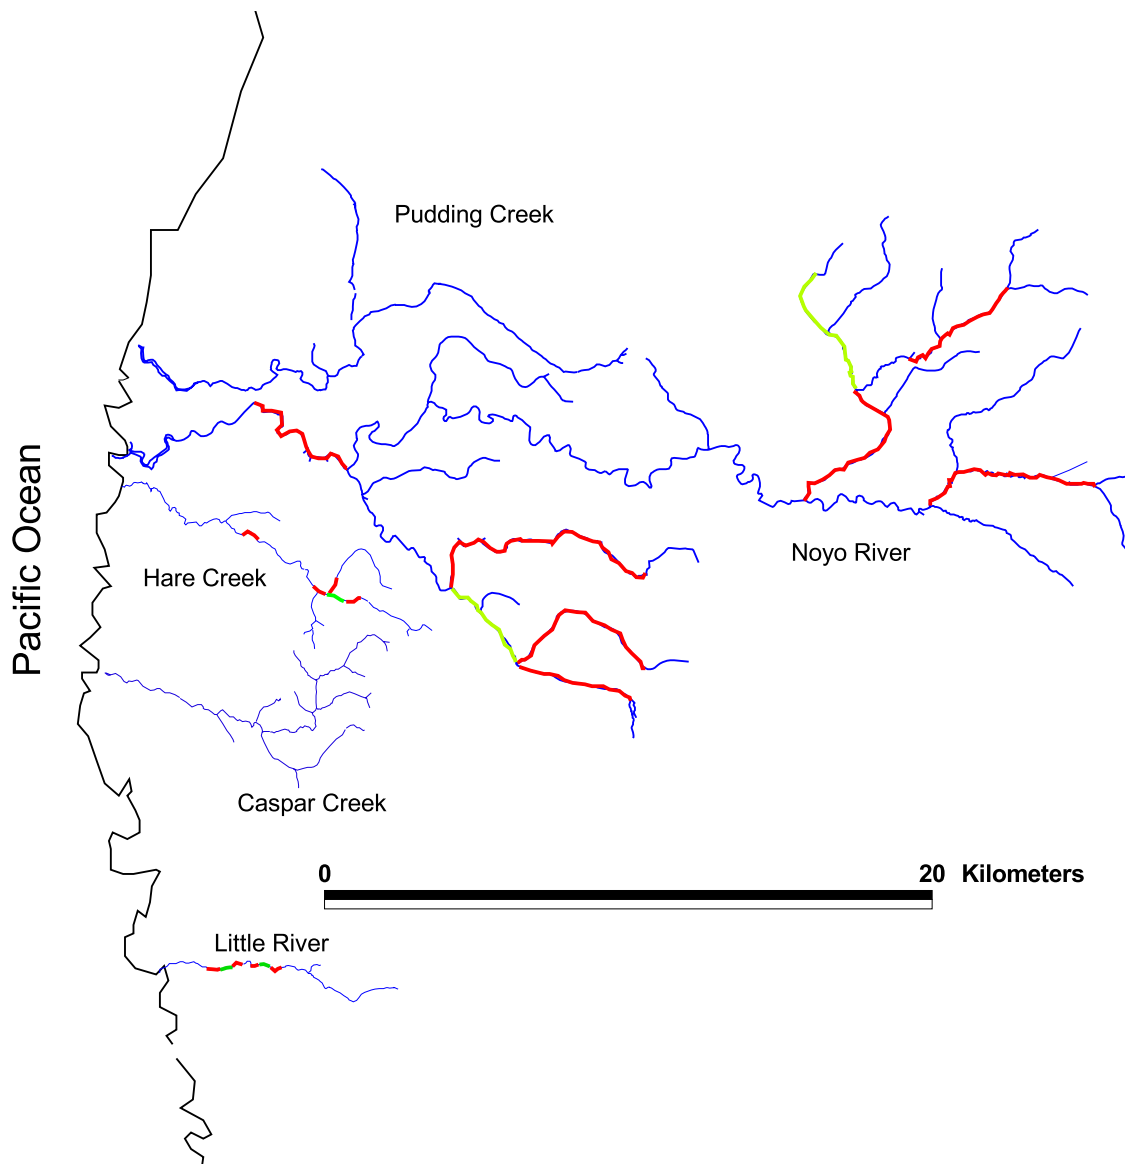 Pudding Creek
Pacific Ocean
Noyo River
Hare Creek
Caspar Creek
0 20 Kilometers
Little River